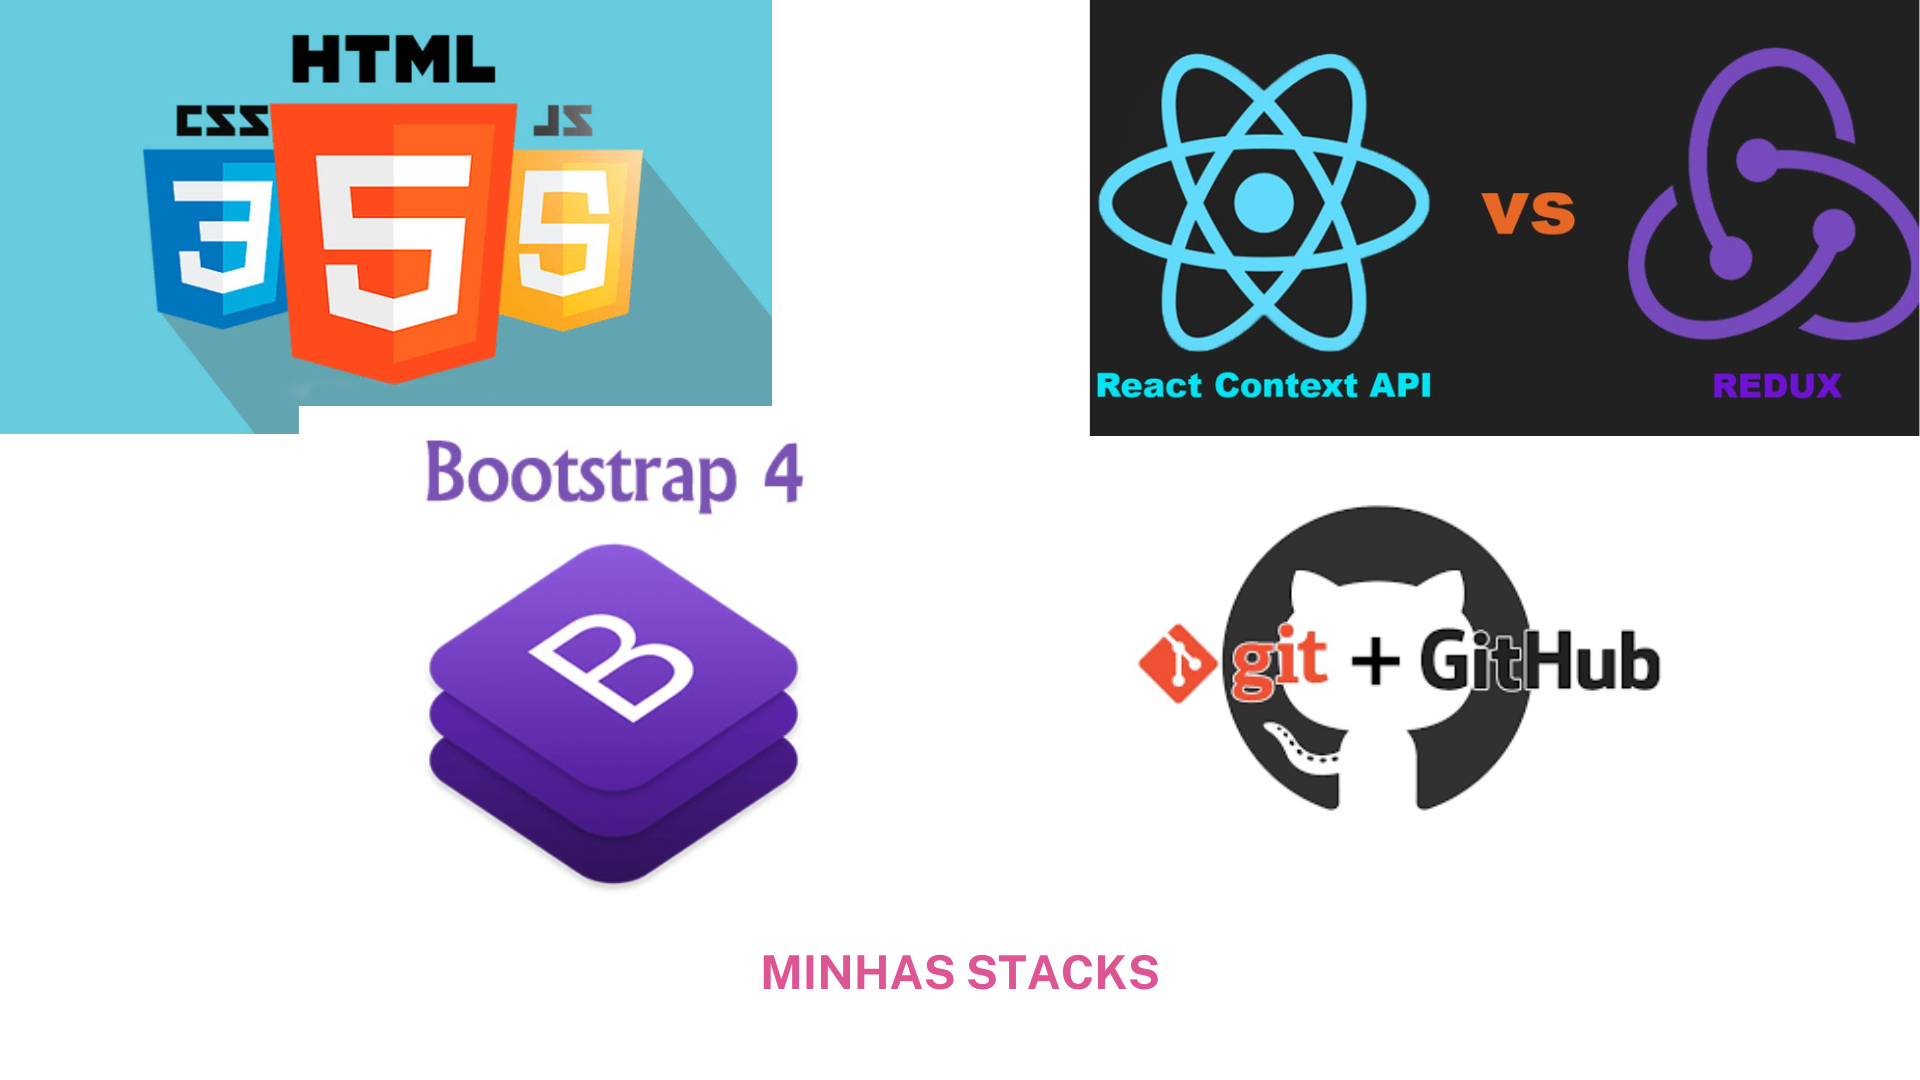 HTML
CSS
JS
3
5
5
React Context API
vs
REDUX
Bootstrap 4
B
git + GitHub
MINHAS STACKS